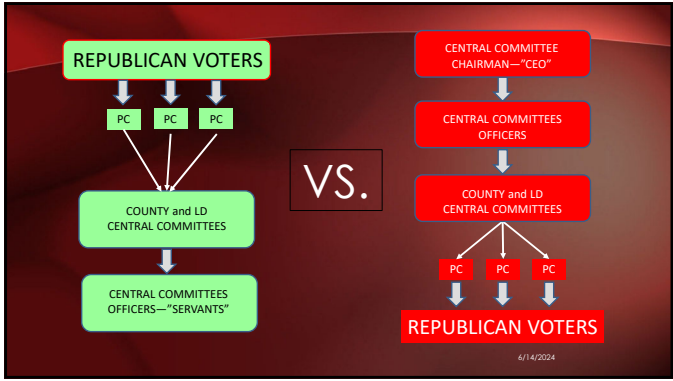 REPUBLICAN VOTERS
PC PC PC
COUNTY and LD
CENTRAL COMMITTEES
CENTRAL COMMITTEES
OFFICERS—"SERVANTS"
VS.
CENTRAL COMMITTEE
CHAIRMAN—"CEO"
CENTRAL COMMITTEES
OFFICERS
COUNTY and LD
CENTRAL COMMITTEES
PC PC PC
REPUBLICAN VOTERS
6/14/2024